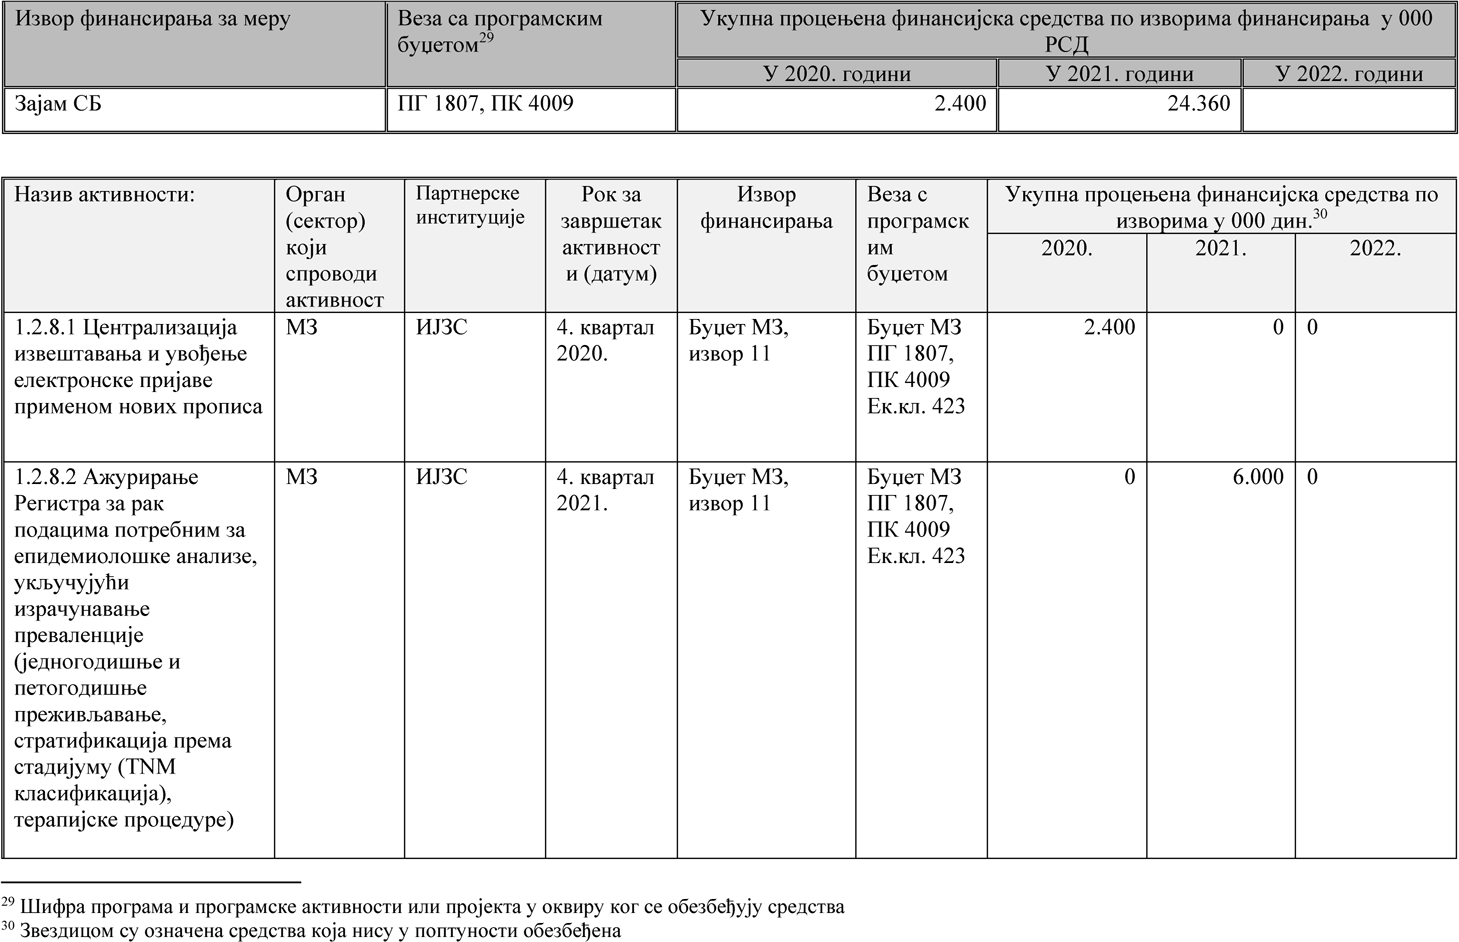 Извор финансирања за меру
Веза са програмским
буџетом29
Укупна процењена финансијска средства по изворима финансирања у 000
РСД
У 2020. години
У 2021. години
У 2022. години
Зајам СБ
ПГ 1807, ПК 4009
2.400
24.360
Назив активности:
Орган
(сектор)
који
спроводи
активност
Партнерске
институције
Рок за
завршетак
активност
и (датум)
Извор
финансирања
Веза с
програмск
им
буџетом
Укупна процењена финансијска средства по
изворима у 000 дин.30
2020.
2021.
2022.
1.2.8.1 Централизација
извештавања и увођење
електронске пријаве
применом нових прописа
МЗ
ИЈЗС
4. квартал
2020.
Буџет МЗ,
извор 11
Буџет МЗ
ПГ 1807,
ПК 4009
Ек.кл. 423
2.400
0
0
1.2.8.2 Ажурирање
Регистра за рак
подацима потребним за
епидемиолошке анализе,
укључујући
израчунавање
преваленције
(једногодишње и
петогодишње
преживљавање,
стратификација према
стадијуму (TNM
класификација),
терапијске процедуре)
МЗ
ИЈЗС
4. квартал
2021.
Буџет МЗ,
извор 11
Буџет МЗ
ПГ 1807,
ПК 4009
Ек.кл. 423
0
6.000
0
29 Шифра програма и програмске активности или пројекта у оквиру ког се обезбеђују средства
30 Звездицом су означена средства која нису у поптуности обезбеђена